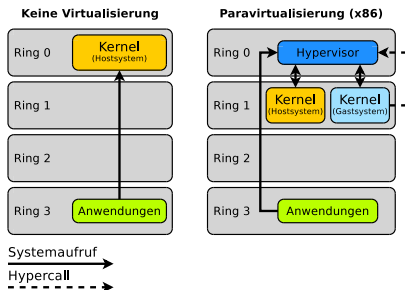 Keine Virtualisierung
Ring 0
Kernel
(Hostsystem)
Ring 1
Ring 2
Ring 3
Anwendungen
Paravirtualisierung (x86)
Ring 0
Hypervisor
Ring 1
Kernel
(Hostsystem)
Kernel
(Gastsystem)
Ring 2
Ring 3
Anwendungen
Systemaufruf
Hypercall